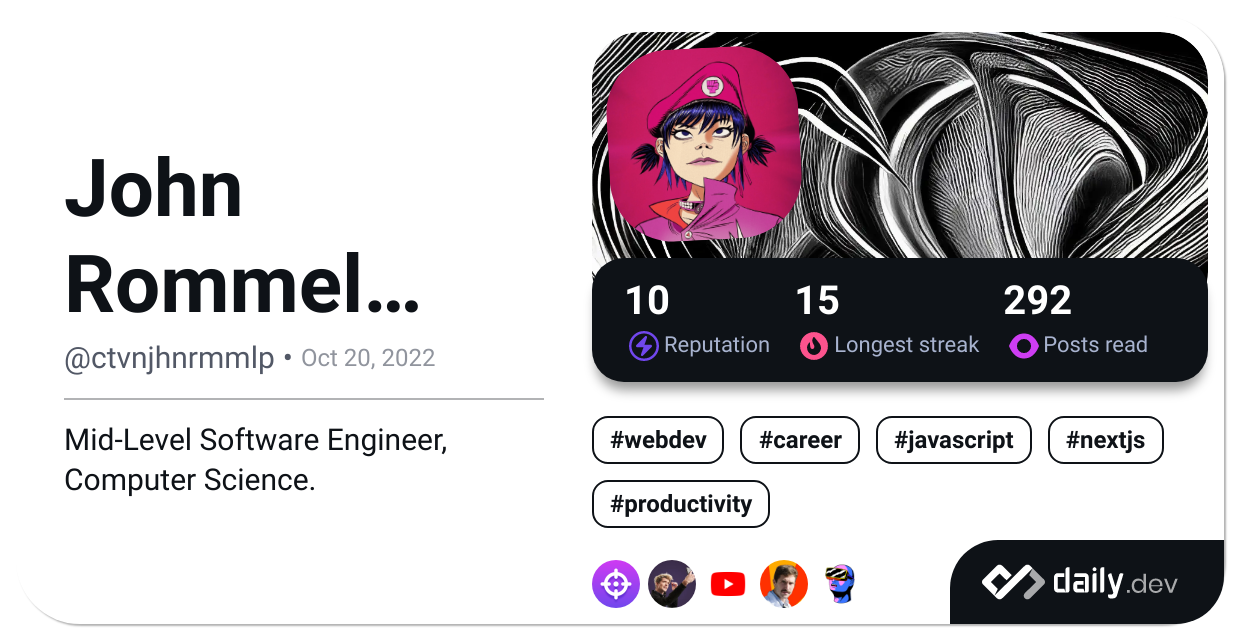 John
Rommel...
@ctvnjhnrmmlp • Oct 20, 2022
Mid-Level Software Engineer,
Computer Science.
10 15 292
Reputation Longest streak Posts read
#webdev #career #javascript #nextjs
#productivity
daily.dev